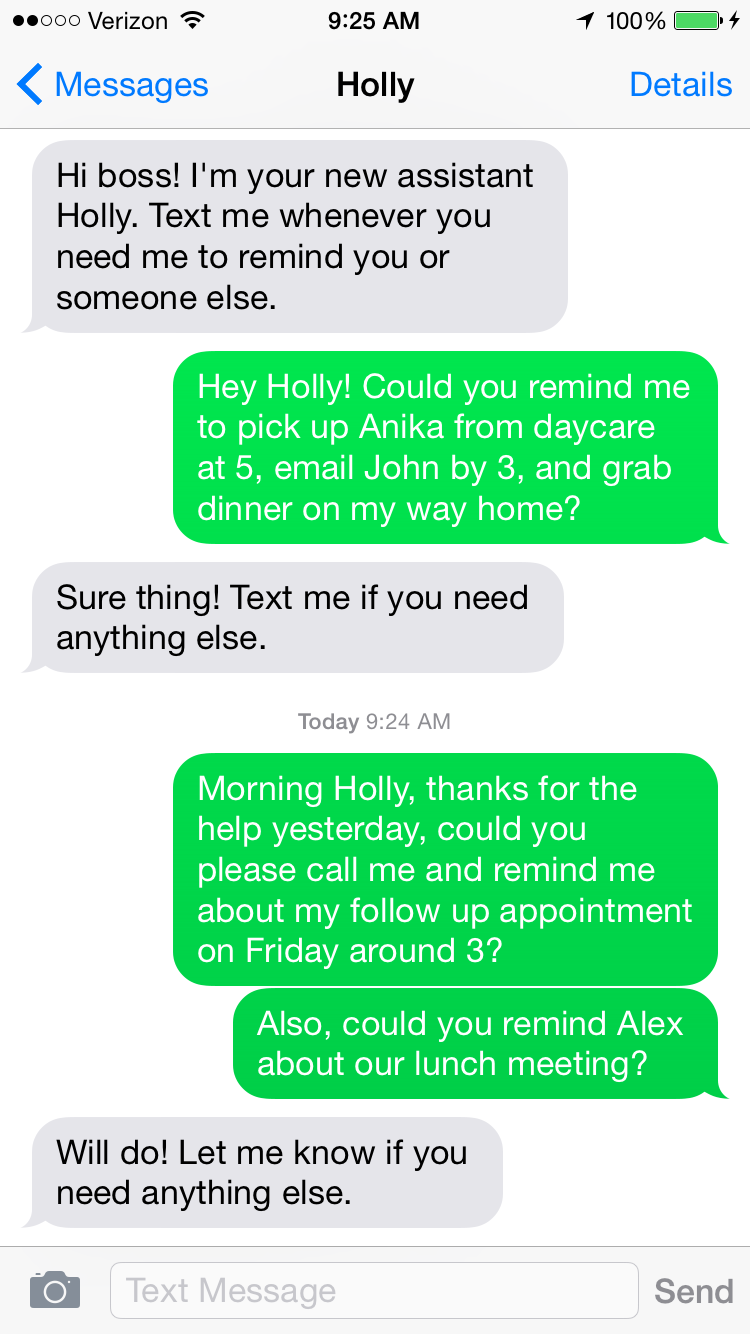 Verizon 9:25 AM 100%
Messages Holly Details
Hi boss! I'm your new assistant
Holly. Text me whenever you
need me to remind you or
someone else.
Hey Holly! Could you remind me
to pick up Anika from daycare
at 5, email John by 3, and grab
dinner on my way home?
Sure thing! Text me if you need
anything else.
Today 9:24 AM
Morning Holly, thanks for the
help yesterday, could you
please call me and remind me
about my follow up appointment
on Friday around 3?
Also, could you remind Alex
about our lunch meeting?
Will do! Let me know if you
need anything else.
Text Message Send